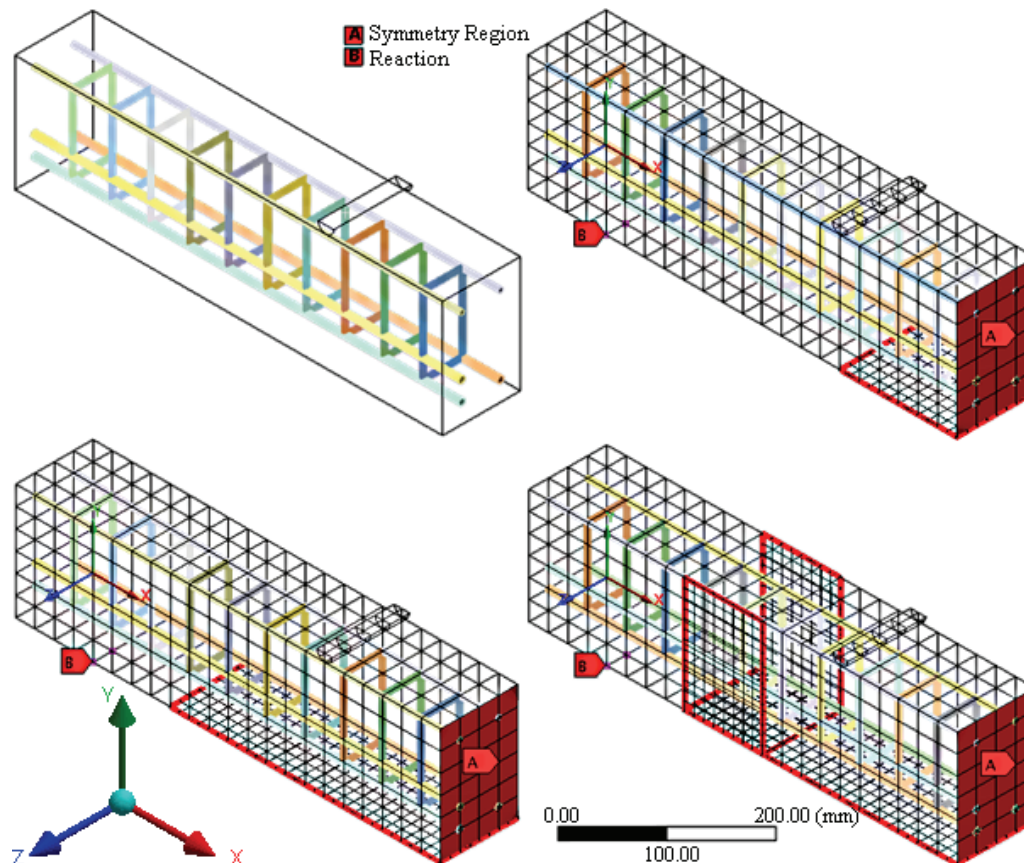 A Symmetry Region
B Reaction
Y
X
Z
B
A
Y
X
Z
B
A
Y
X
Z
B
A
Y
Z
X
0.00 200.00 (mm)
100.00